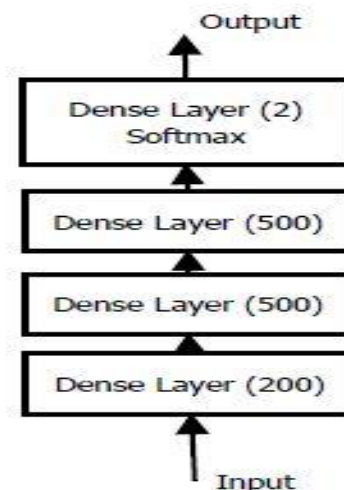 Output
Dense Layer (2)
Softmax
Dense Layer (500)
Dense Layer (500)
Dense Layer (200)
Input